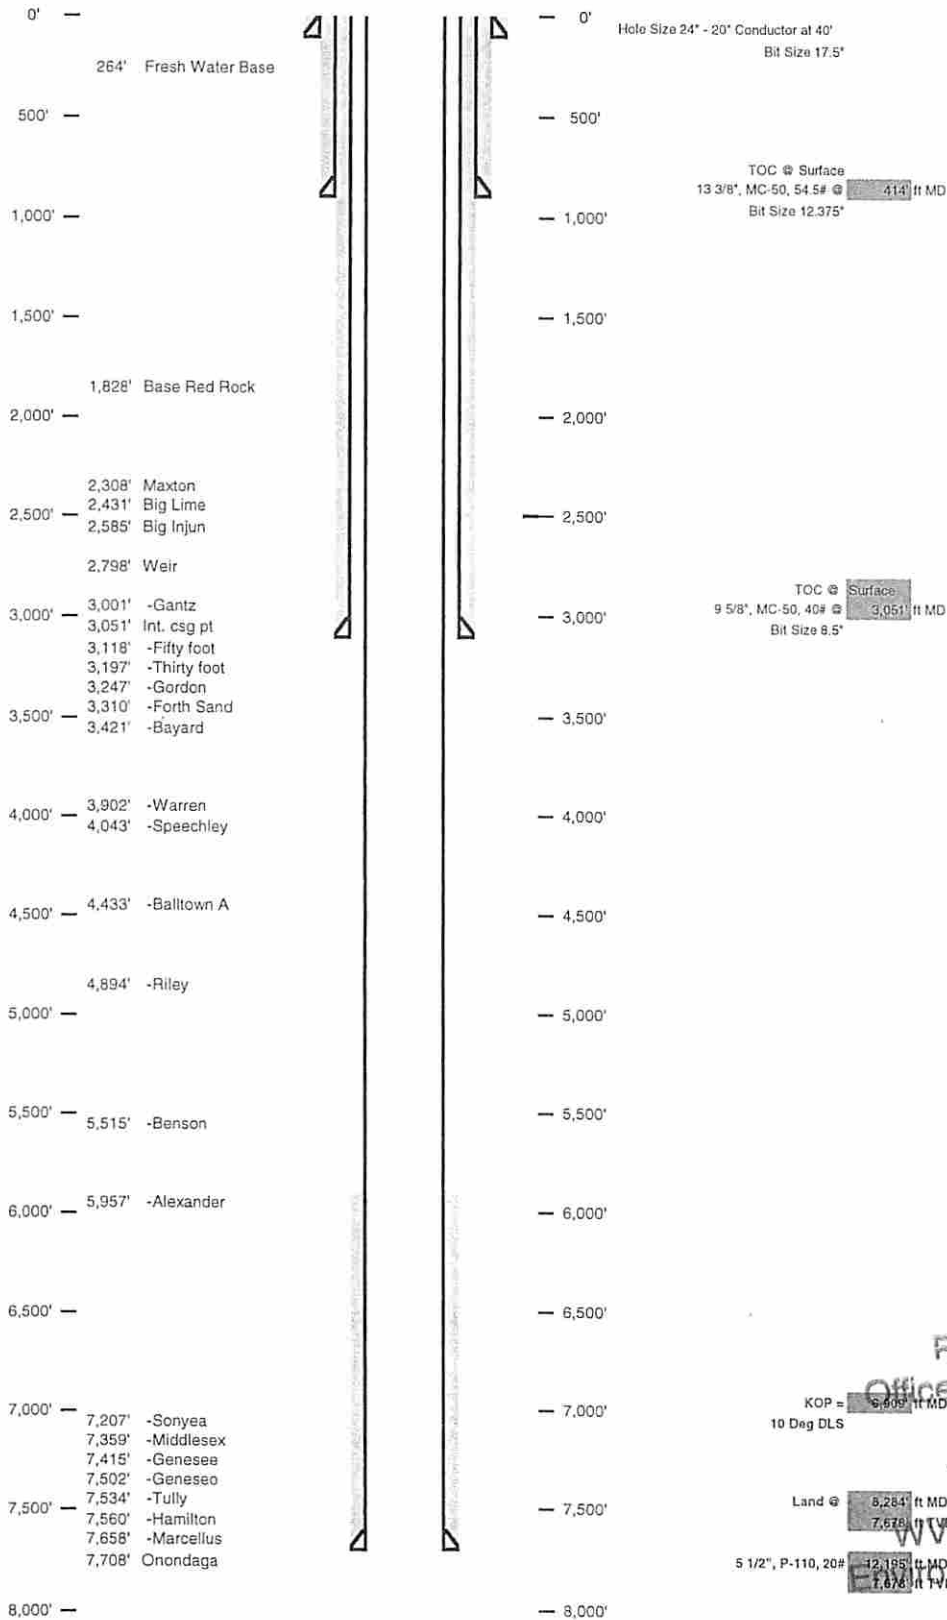 0'
264' Fresh Water Base
500'
1,000'
1,500'
1,828' Base Red Rock
2,000'
2,308' Maxton
2,431' Big Lime
2,500'
2,585' Big Injun
2,798' Weir
3,001' -Gantz
3,000'
3,051' Int. csg pt
3,118' -Fifty foot
3,197' -Thirty foot
3,247' -Gordon
3,310' -Forth Sand
3,500'
3,421' -Bayard
3,902' -Warren
4,000'
4,043' -Speechley
4,433' -Balltown A
4,500'
4,894' -Riley
5,000'
5,500'
5,515' -Benson
5,957' -Alexander
6,000'
6,500'
7,000'
7,207' -Sonyea
7,359' -Middlesex
7,415' -Genesee
7,502' -Geneseo
7,500'
7,534' -Tully
7,560' -Hamilton
7,658' -Marcellus
7,708' Onondaga
8,000'
0'
500'
1,000'
1,500'
2,000'
2,500'
3,000'
3,500'
4,000'
4,500'
5,000'
5,500'
6,000'
6,500'
7,000'
7,500'
8,000'
Hole Size 24" - 20" Conductor at 40'
Bit Size 17.5"
TOC @ Surface
13 3/8", MC-50, 54.5# @ 414' ft MD
Bit Size 12.375"
TOC @ Surface
9 5/8", MC-50, 40# @ 3,051' ft MD
Bit Size 8.5"
Office
KOP = 6,909' ft MD
10 Deg DLS
Land @ 8,284' ft MD
7,678' ft
WV
5 1/2", P-110, 20# 12,195' ft MD
7,678' ft